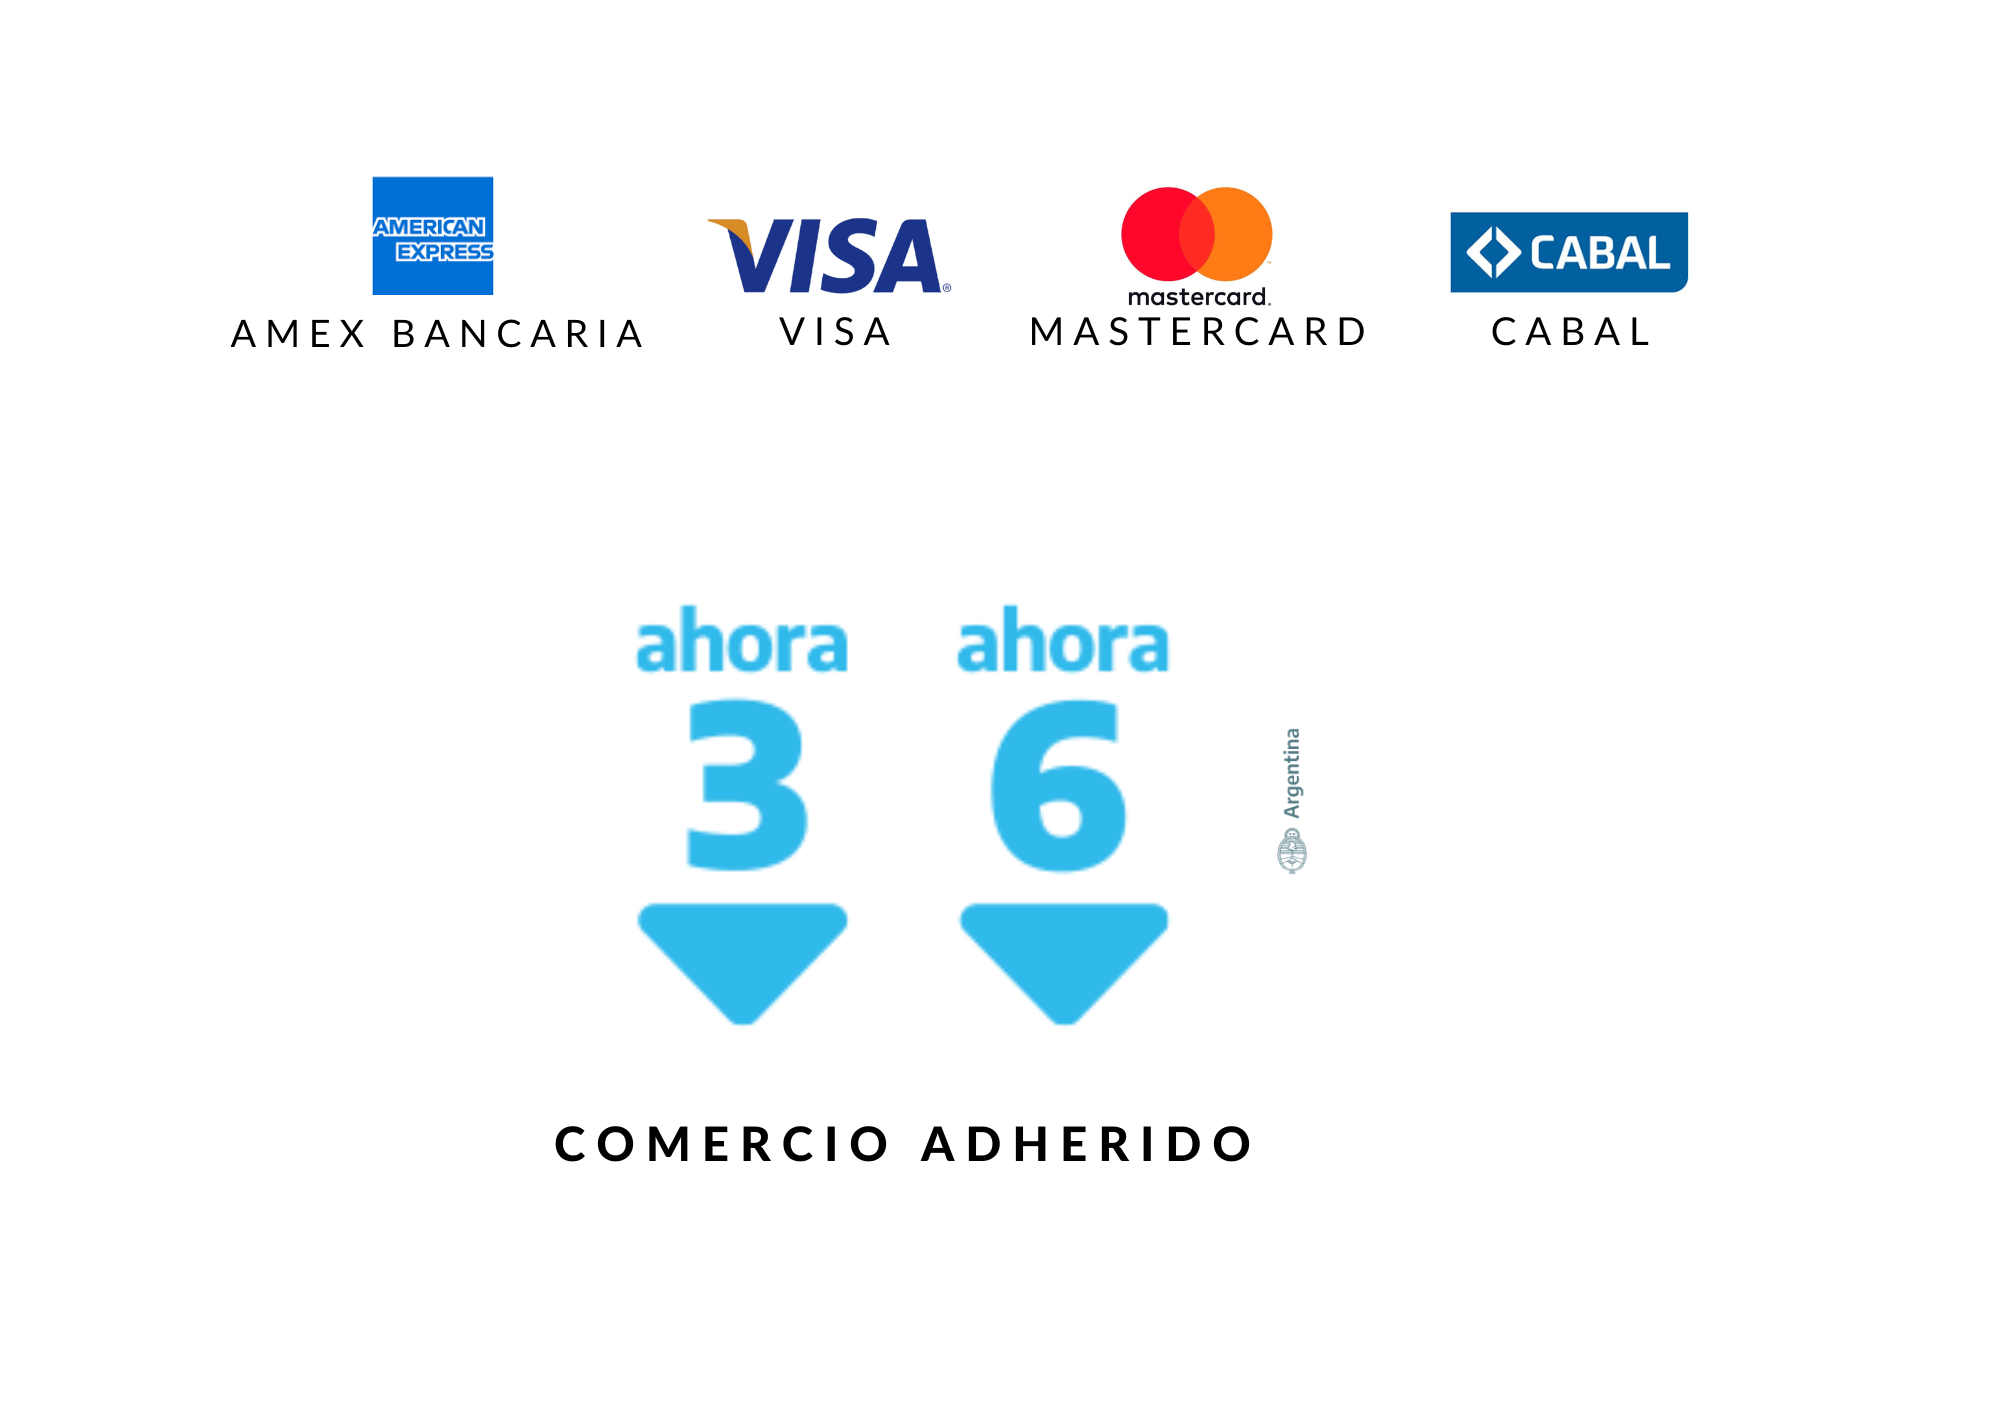 AMERICAN
EXPRESS
VISA®
mastercard.
CABAL
AMEX BANCARIA
VISA
MASTERCARD
CABAL
ahora
3
ahora
6
Argentina
COMERCIO ADHERIDO